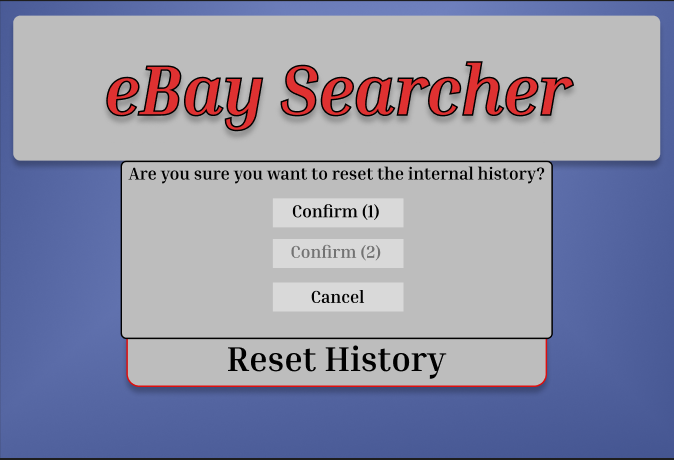 eBay Searcher
Are you sure you want to reset the internal history?
Confirm (1)
Confirm (2)
Cancel
Reset History